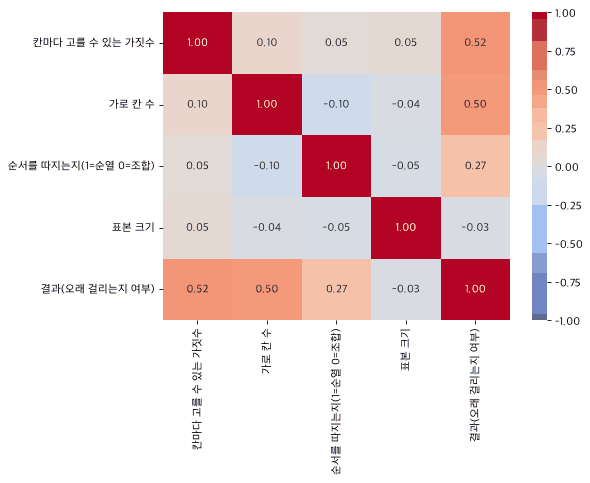 칸마다 고를 수 있는 가짓수 1.00 0.10 0.05 0.05 0.52
가로 칸 수 0.10 1.00 -0.10 -0.04 0.50
순서를 따지는지(1=순열 0=조합) 0.05 -0.10 1.00 -0.05 0.27
표본 크기 0.05 -0.04 -0.05 1.00 -0.03
결과(오래 걸리는지 여부) 0.52 0.50 0.27 -0.03 1.00
칸마다 고를 수 있는 가짓수
가로 칸 수
순서를 따지는지(1=순열 0=조합)
표본 크기
결과(오래 걸리는지 여부)
1.00
0.75
0.50
0.25
0.00
-0.25
-0.50
-0.75
-1.00